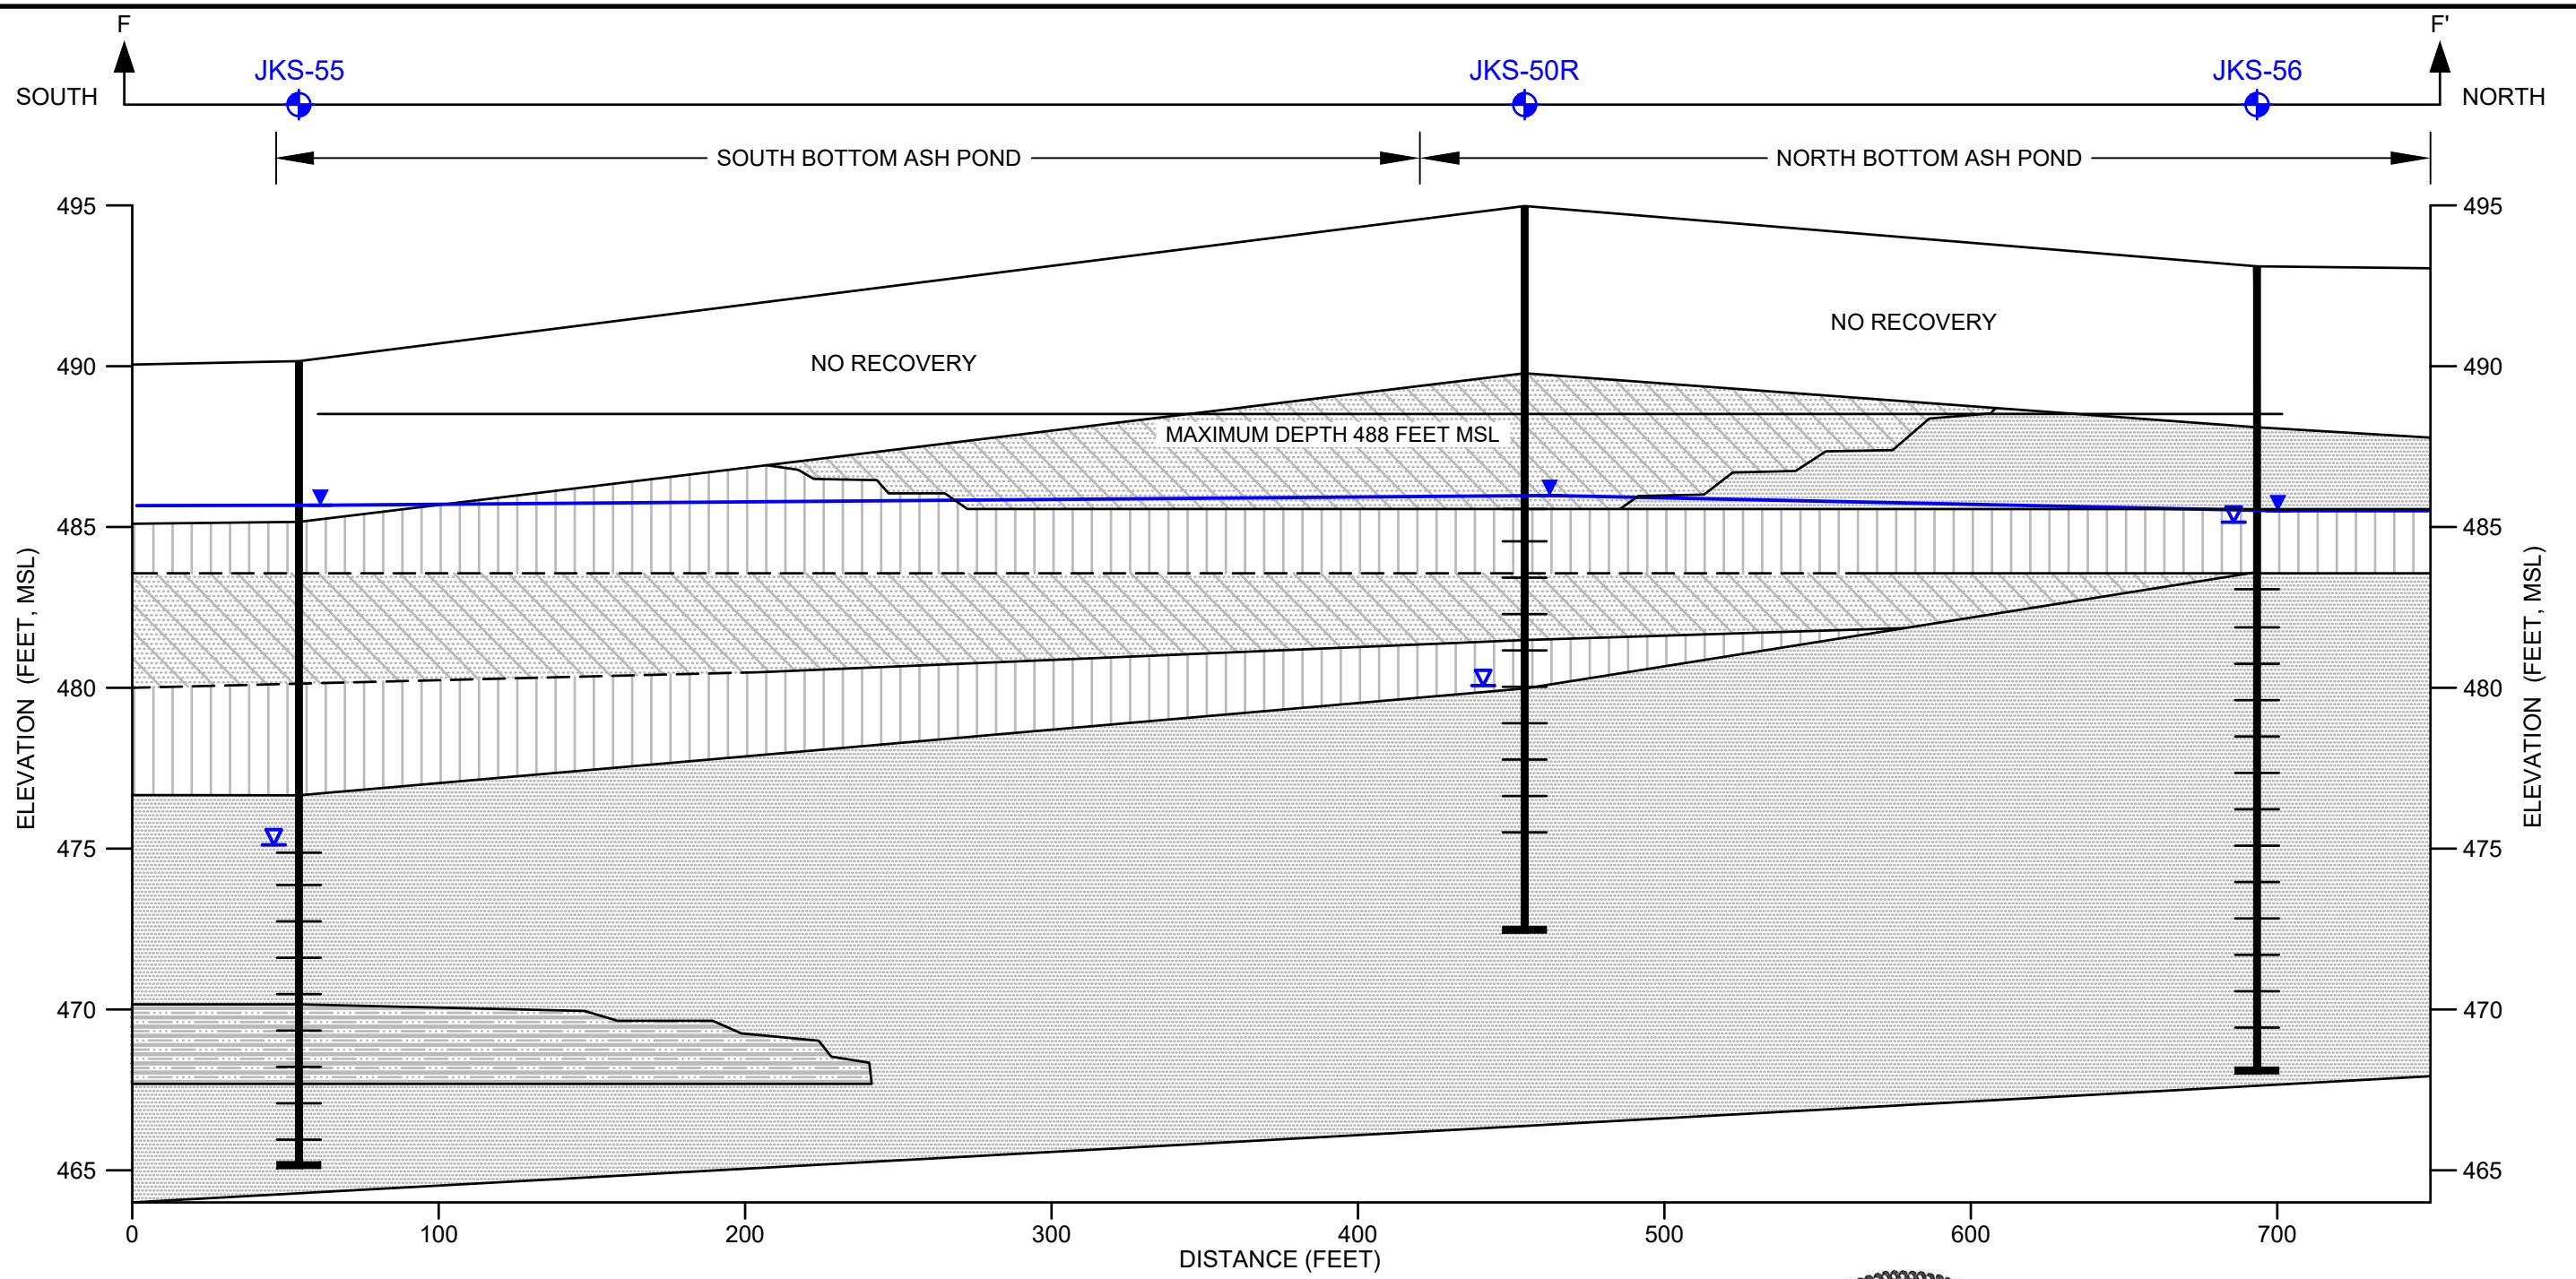 F F'
JKS-55 JKS-50R JKS-56
SOUTH NORTH
SOUTH BOTTOM ASH POND NORTH BOTTOM ASH POND
495 495
NO RECOVERY
NO RECOVERY
490 490
MAXIMUM DEPTH 488 FEET MSL
485 485
480 480
ELEVATION (FEET, MSL)
ELEVATION (FEET, MSL)
475 475
470 470
465 465
0 100 200 300 400 500 600 700
DISTANCE (FEET)